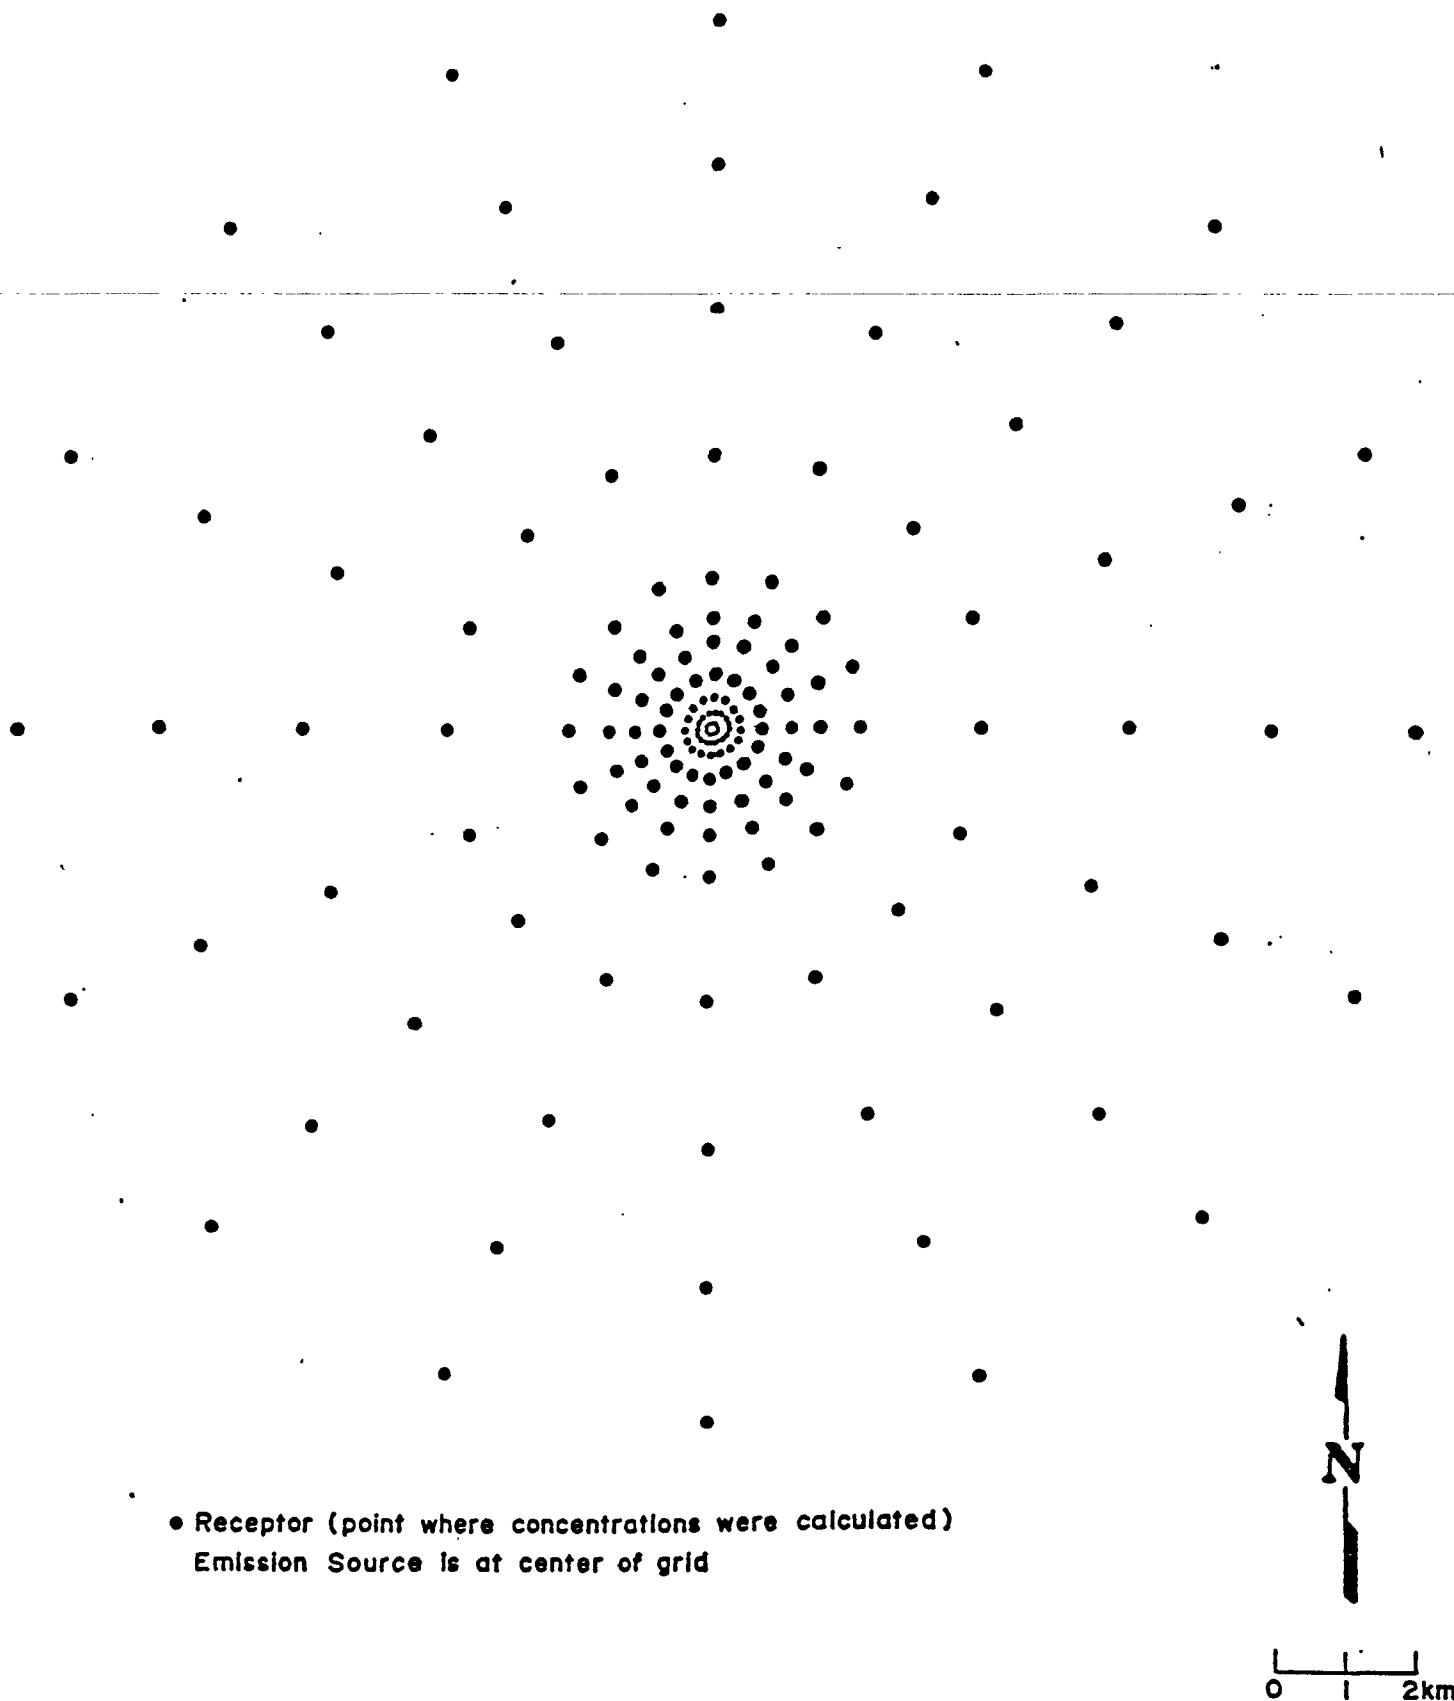 ● Receptor (point where concentrations were calculated)
Emission Source is at center of grid
N
0 1 2km